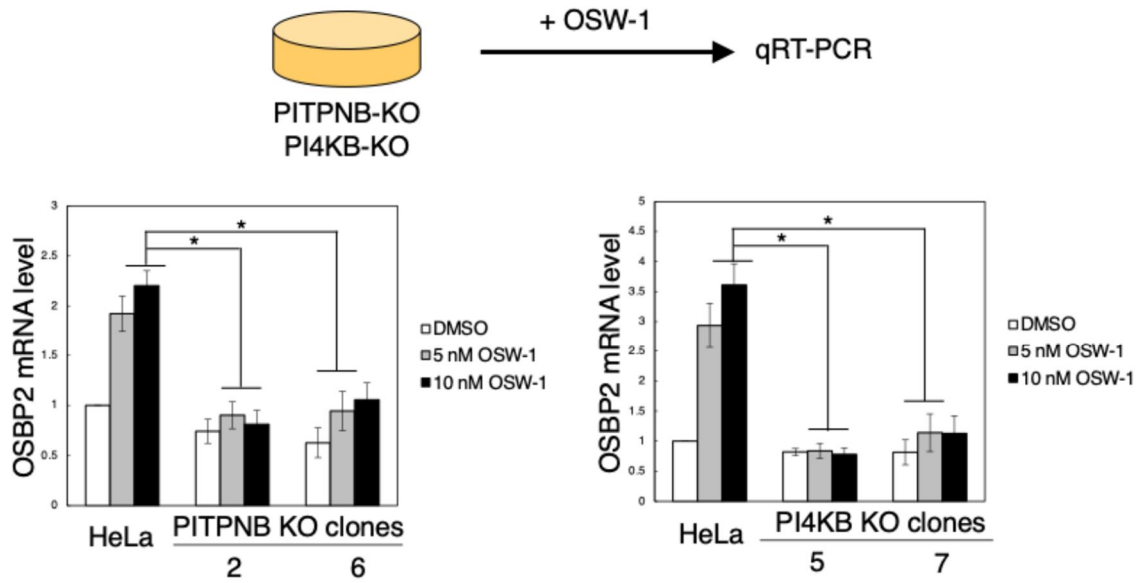 + OSW-1
qRT-PCR
PITPNB-KO
PI4KB-KO
OSBP2 mRNA level
3
2.5
2
1.5
1
0.5
0
*
*
DMSO
5 nM OSW-1
10 nM OSW-1
HeLa
PITPNB KO clones
2
6
OSBP2 mRNA level
5
4.5
4
3.5
3
2.5
2
1.5
1
0.5
0
*
*
DMSO
5 nM OSW-1
10 nM OSW-1
HeLa
PI4KB KO clones
5
7